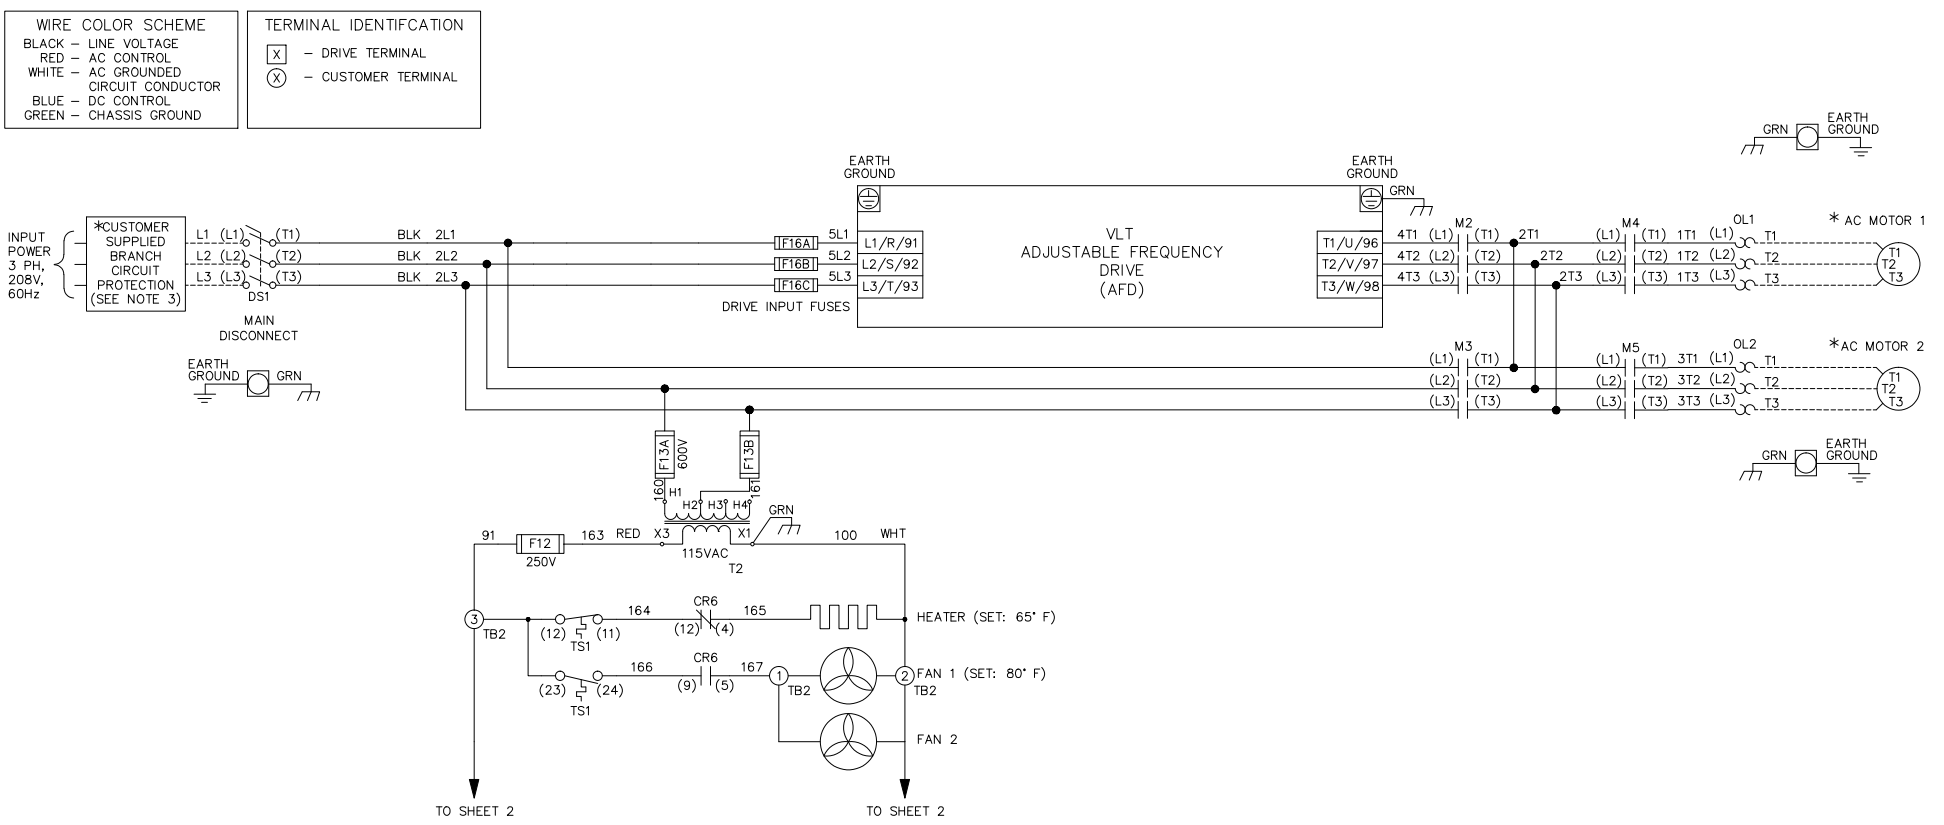 WIRE COLOR SCHEME
BLACK – LINE VOLTAGE
RED – AC CONTROL
WHITE – AC GROUNDED
CIRCUIT CONDUCTOR
BLUE – DC CONTROL
GREEN – CHASSIS GROUND
TERMINAL IDENTIFCATION
X – DRIVE TERMINAL
X – CUSTOMER TERMINAL
INPUT
POWER
3 PH,
208V,
60Hz
*CUSTOMER
SUPPLIED
BRANCH
CIRCUIT
PROTECTION
(SEE NOTE 3)
L1 (L1) (T1) BLK 2L1
L2 (L2) (T2) BLK 2L2
L3 (L3) (T3) BLK 2L3
DS1
MAIN
DISCONNECT
EARTH
GROUND GRN
F16A 5L1
F16B 5L2
F16C 5L3
DRIVE INPUT FUSES
EARTH
GROUND
L1/R/91
L2/S/92
L3/T/93
VLT
ADJUSTABLE FREQUENCY
DRIVE
(AFD)
EARTH
GROUND
GRN
T1/U/96
T2/V/97
T3/W/98
M2 M4 OL1
4T1 (L1) (T1) 2T1 (L1) (T1) 1T1 (L1) T1
4T2 (L2) (T2) 2T2 (L2) (T2) 1T2 (L2) T2
4T3 (L3) (T3) 2T3 (L3) (T3) 1T3 (L3) T3
* AC MOTOR 1
T1
T2
T3
GRN EARTH
GROUND
M3 M5 OL2
(L1) (T1) (L1) (T1) 3T1 (L1) T1
(L2) (T2) (L2) (T2) 3T2 (L2) T2
(L3) (T3) (L3) (T3) 3T3 (L3) T3
*AC MOTOR 2
T1
T2
T3
GRN EARTH
GROUND
F13A
600V
F13B
160
161
H1
H2 H3 H4
GRN
91 F12 163 RED X3 X1 100 WHT
250V
115VAC
T2
3
TB2
(12) (11)
TS1
164
CR6
(12) (4)
165
HEATER (SET: 65° F)
(23) (24)
TS1
166
CR6
(9) (5)
167
1
TB2
2
TB2
FAN 1 (SET: 80° F)
FAN 2
TO SHEET 2
TO SHEET 2